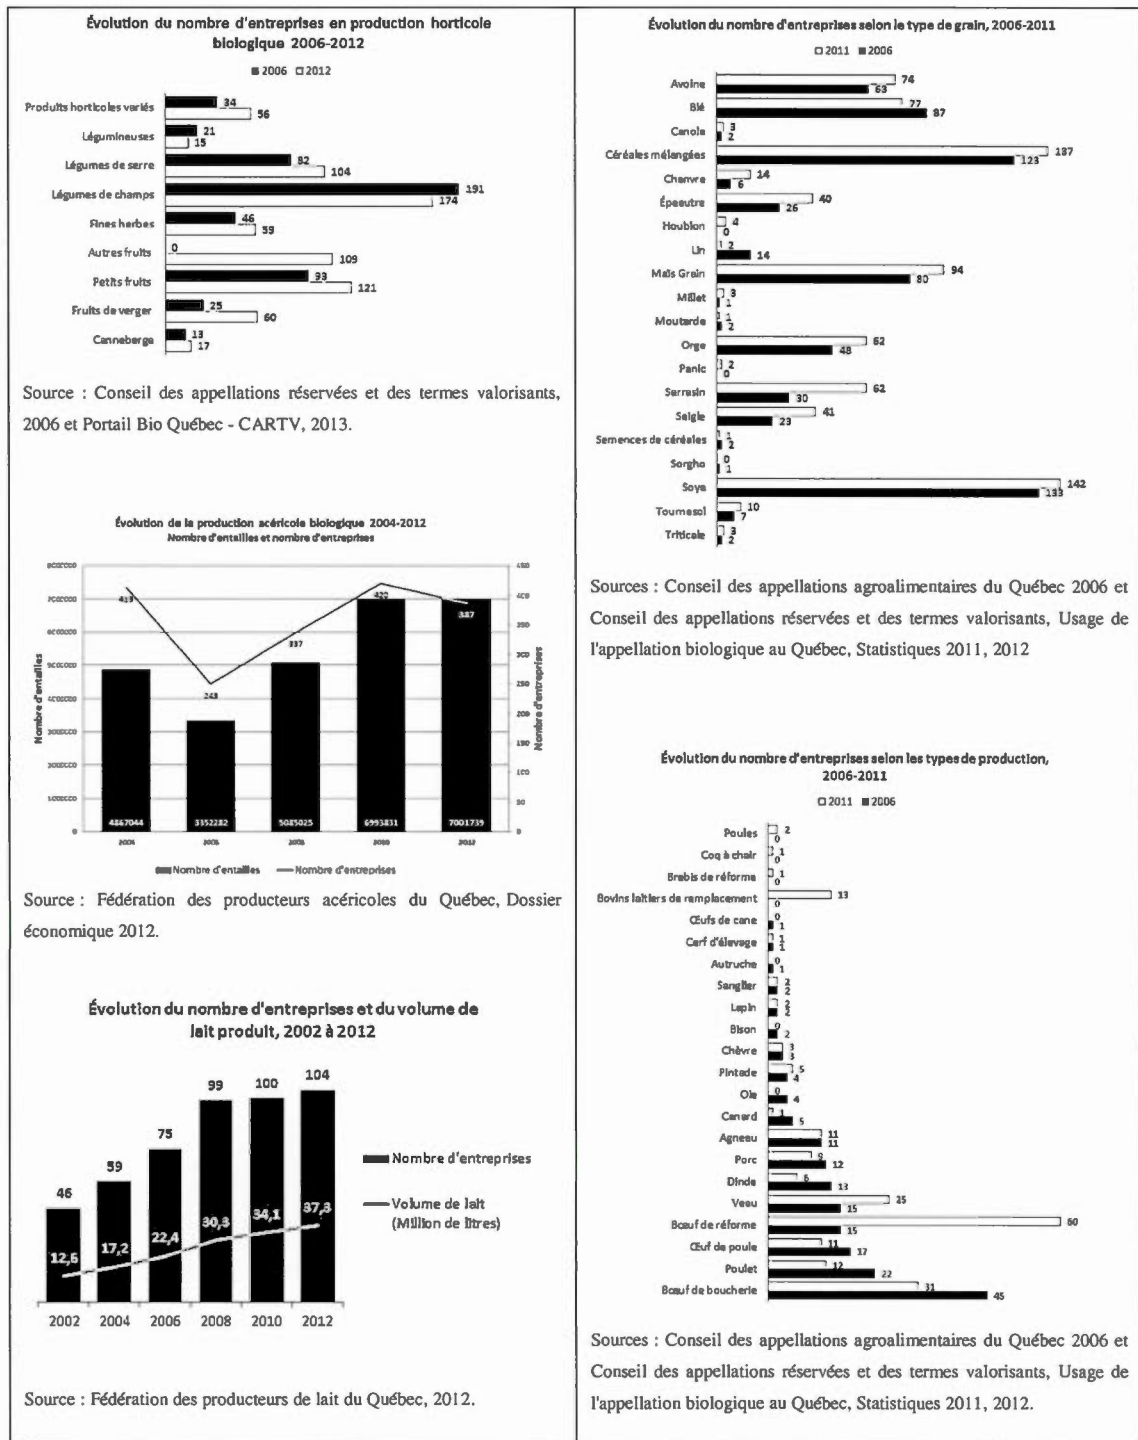 Évolution du nombre d'entreprises en production horticole
biologique 2006-2012
2006 2012
Produits horticoles variés 34 56
Légumineuses 21 15
Légumes de serre 82 104
Légumes de champs 191 174
Fines herbes 46 59
Autres fruits 0 109
Petits fruits 93 121
Fruits de verger 25 60
Canneberge 13 17
Source : Conseil des appellations réservées et des termes valorisants,
2006 et Portail Bio Québec - CARTV, 2013.
Évolution de la production acéricole biologique 2004-2012
Nombre d'entailles et nombre d'entreprises
Nombre d'entailles
Nombre d'entreprises
413 243 337 420 387
4867044 3352282 5085025 6993831 7001739
2004 2006 2008 2010 2012
Nombre d'entailles Nombre d'entreprises
Source : Fédération des producteurs acéricoles du Québec, Dossier
économique 2012.
Évolution du nombre d'entreprises et du volume de
lait produit, 2002 à 2012
46 59 75 99 100 104
12,6 17,2 22,4 30,3 34,1 37,3
2002 2004 2006 2008 2010 2012
Nombre d'entreprises
Volume de lait
(Million de litres)
Source : Fédération des producteurs de lait du Québec, 2012.
Évolution du nombre d'entreprises selon le type de grain, 2006-2011
2011 2006
Avoine 74 63
Blé 77 87
Canola 3 2
Céréales mélangées 137 123
Chanvre 14 6
Épeautre 40 26
Houblon 4 0
Lin 2 14
Maïs Grain 94 80
Millet 3 1
Moutarde 1 2
Orge 62 48
Panic 2 0
Sarrasin 62 30
Seigle 41 23
Semences de céréales 1 2
Sorgho 0 1
Soya 142 133
Tournesol 10 7
Triticale 3 2
Sources : Conseil des appellations agroalimentaires du Québec 2006 et
Conseil des appellations réservées et des termes valorisants, Usage de
l'appellation biologique au Québec, Statistiques 2011, 2012
Évolution du nombre d'entreprises selon les types de production,
2006-2011
2011 2006
Poules 2 0
Coq à chair 1 0
Brebis de réforme 1 0
Bovins laitiers de remplacement 13 0
Œufs de cane 0 1
Cerf d'élevage 1 1
Autruche 0 1
Sanglier 2 2
Lapin 2 2
Bison 0 2
Chèvre 3 3
Pintade 5 4
Oie 0 4
Canard 1 5
Agneau 11 11
Porc 9 12
Dinde 6 13
Veau 25 15
Bœuf de réforme 60 15
Œuf de poule 11 17
Poulet 12 22
Bœuf de boucherie 31 45
Sources : Conseil des appellations agroalimentaires du Québec 2006 et
Conseil des appellations réservées et des termes valorisants, Usage de
l'appellation biologique au Québec, Statistiques 2011, 2012.